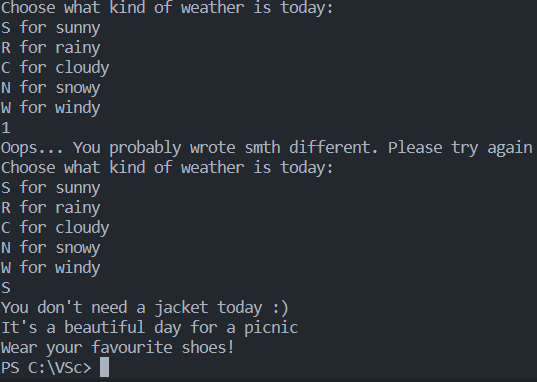 Choose what kind of weather is today:
S for sunny
R for rainy
C for cloudy
N for snowy
W for windy
1
Oops... You probably wrote smth different. Please try again
Choose what kind of weather is today:
S for sunny
R for rainy
C for cloudy
N for snowy
W for windy
S
You don't need a jacket today :)
It's a beautiful day for a picnic
Wear your favourite shoes!
PS C:\VSc>